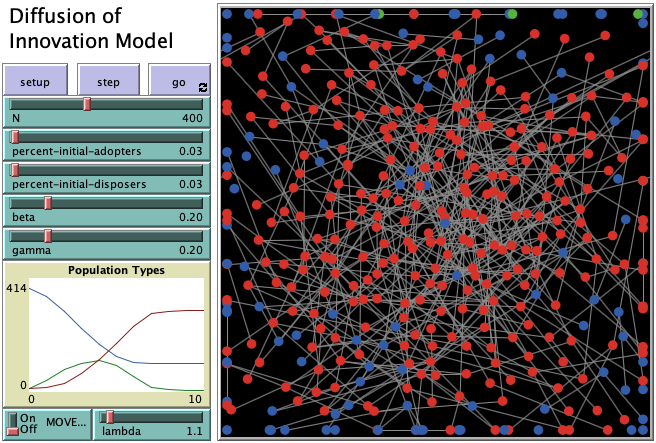 Diffusion of
Innovation Model
setup step go
N 400
percent-initial-adopters 0.03
percent-initial-disposers 0.03
beta 0.20
gamma 0.20
Population Types
414
0
0 10
On
Off MOVE...
lambda 1.1